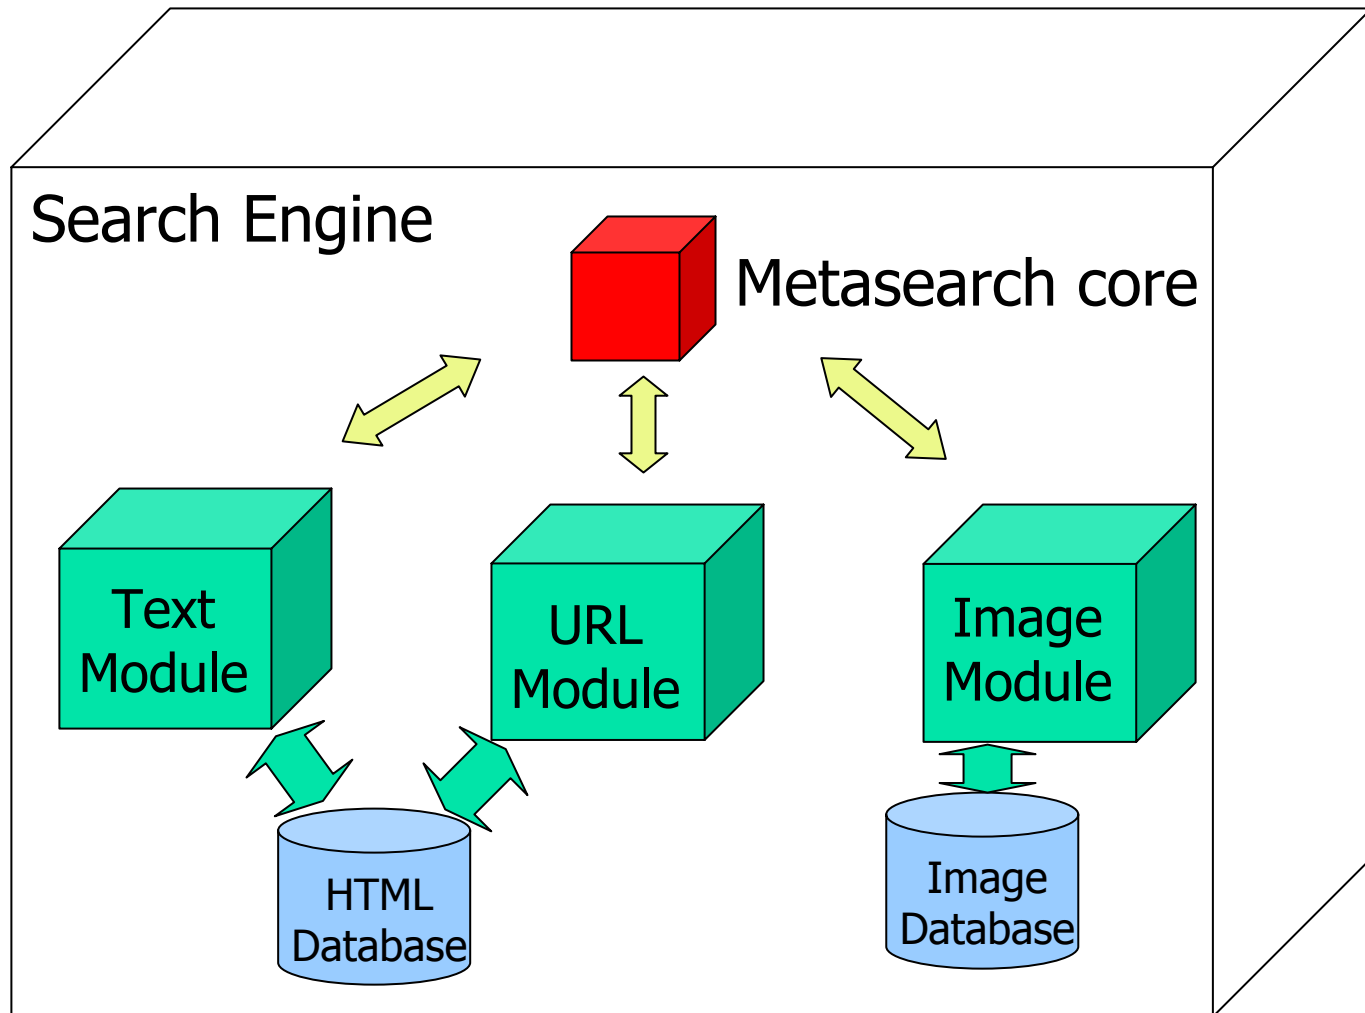 Search Engine
Metasearch core
Text
Module
URL
Module
Image
Module
HTML
Database
Image
Database